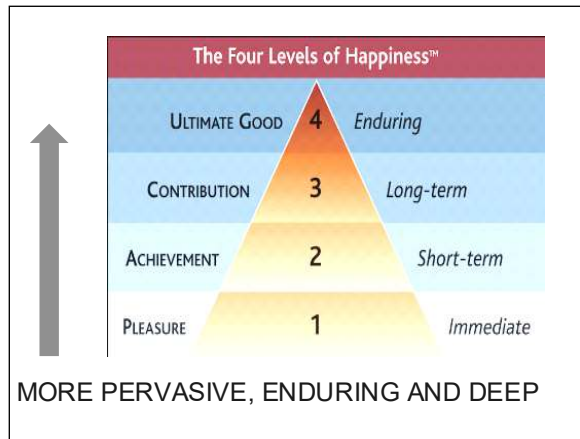 The Four Levels of Happiness™
ULTIMATE GOOD 4 Enduring
CONTRIBUTION 3 Long-term
ACHIEVEMENT 2 Short-term
PLEASURE 1 Immediate
MORE PERVASIVE, ENDURING AND DEEP